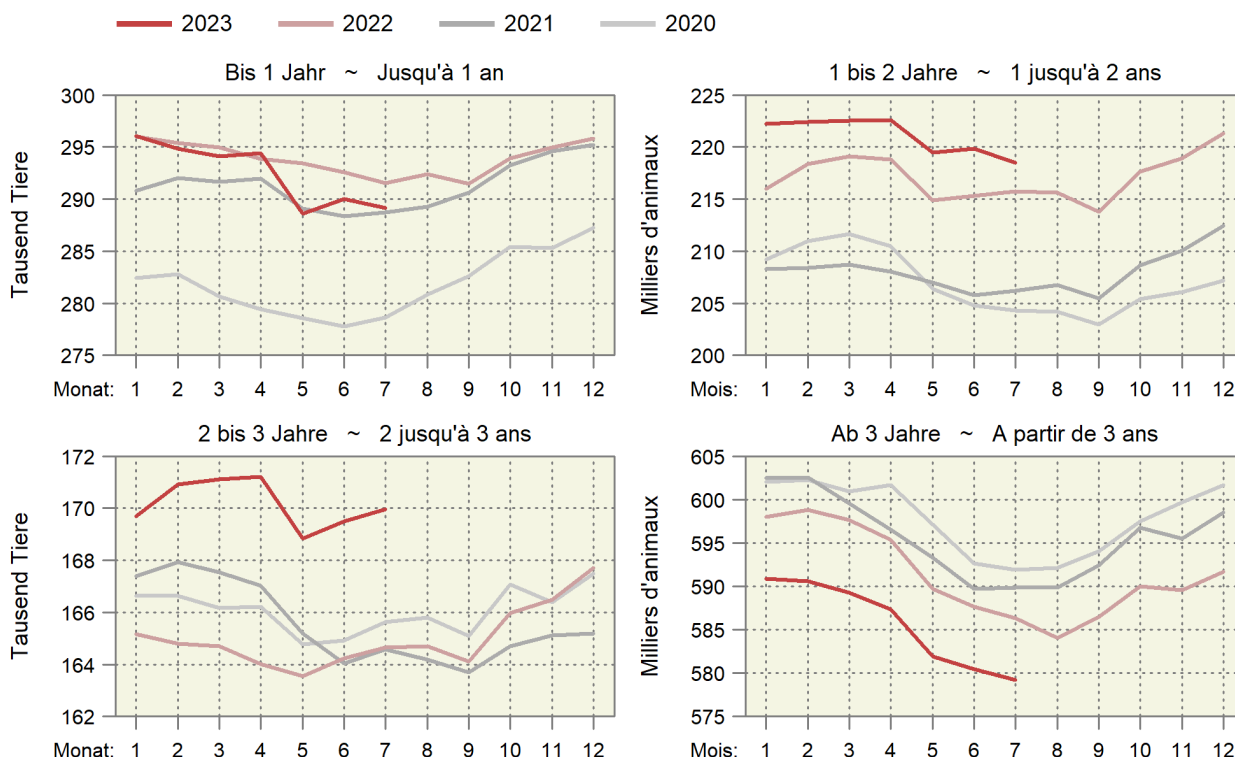 2023 2022 2021 2020
Bis 1 Jahr ~ Jusqu'à 1 an
Tausend Tiere
300
295
290
285
280
275
Monat: 1 2 3 4 5 6 7 8 9 10 11 12
1 bis 2 Jahre ~ 1 jusqu'à 2 ans
Milliers d'animaux
225
220
215
210
205
200
Mois: 1 2 3 4 5 6 7 8 9 10 11 12
2 bis 3 Jahre ~ 2 jusqu'à 3 ans
Tausend Tiere
172
170
168
166
164
162
Monat: 1 2 3 4 5 6 7 8 9 10 11 12
Ab 3 Jahre ~ A partir de 3 ans
Milliers d'animaux
605
600
595
590
585
580
575
Mois: 1 2 3 4 5 6 7 8 9 10 11 12